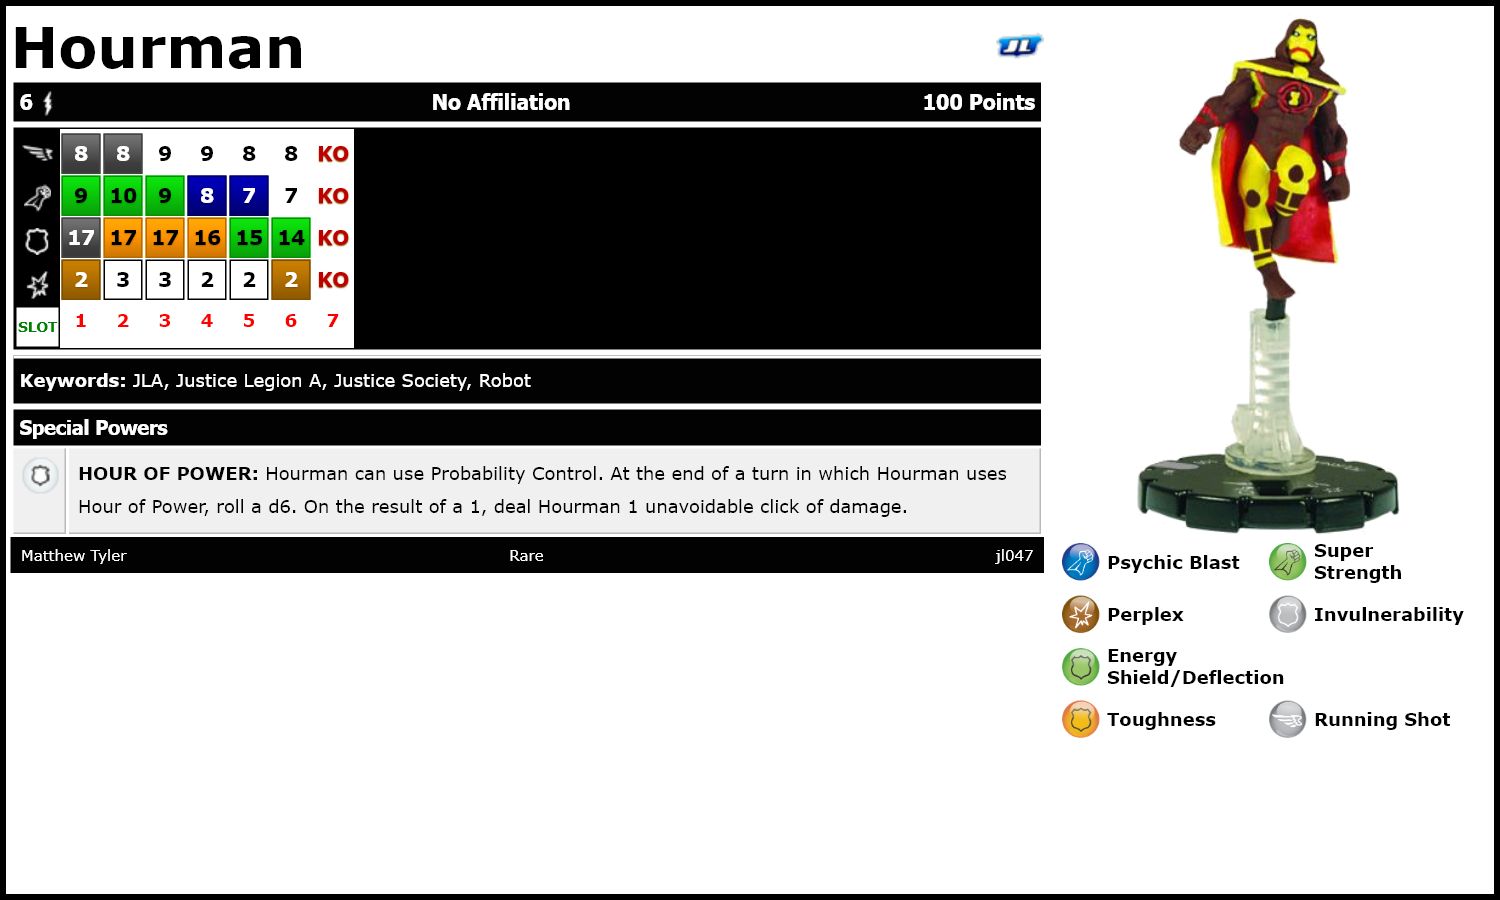 Hourman
JL
6 No Affiliation 100 Points
8 8 9 9 8 8 KO
9 10 9 8 7 7 KO
17 17 17 16 15 14 KO
2 3 3 2 2 2 KO
SLOT 1 2 3 4 5 6 7
Keywords: JLA, Justice Legion A, Justice Society, Robot
Special Powers
HOUR OF POWER: Hourman can use Probability Control. At the end of a turn in which Hourman uses
Hour of Power, roll a d6. On the result of a 1, deal Hourman 1 unavoidable click of damage.
Matthew Tyler Rare jl047
Psychic Blast
Super
Strength
Perplex
Invulnerability
Energy
Shield/Deflection
Toughness
Running Shot